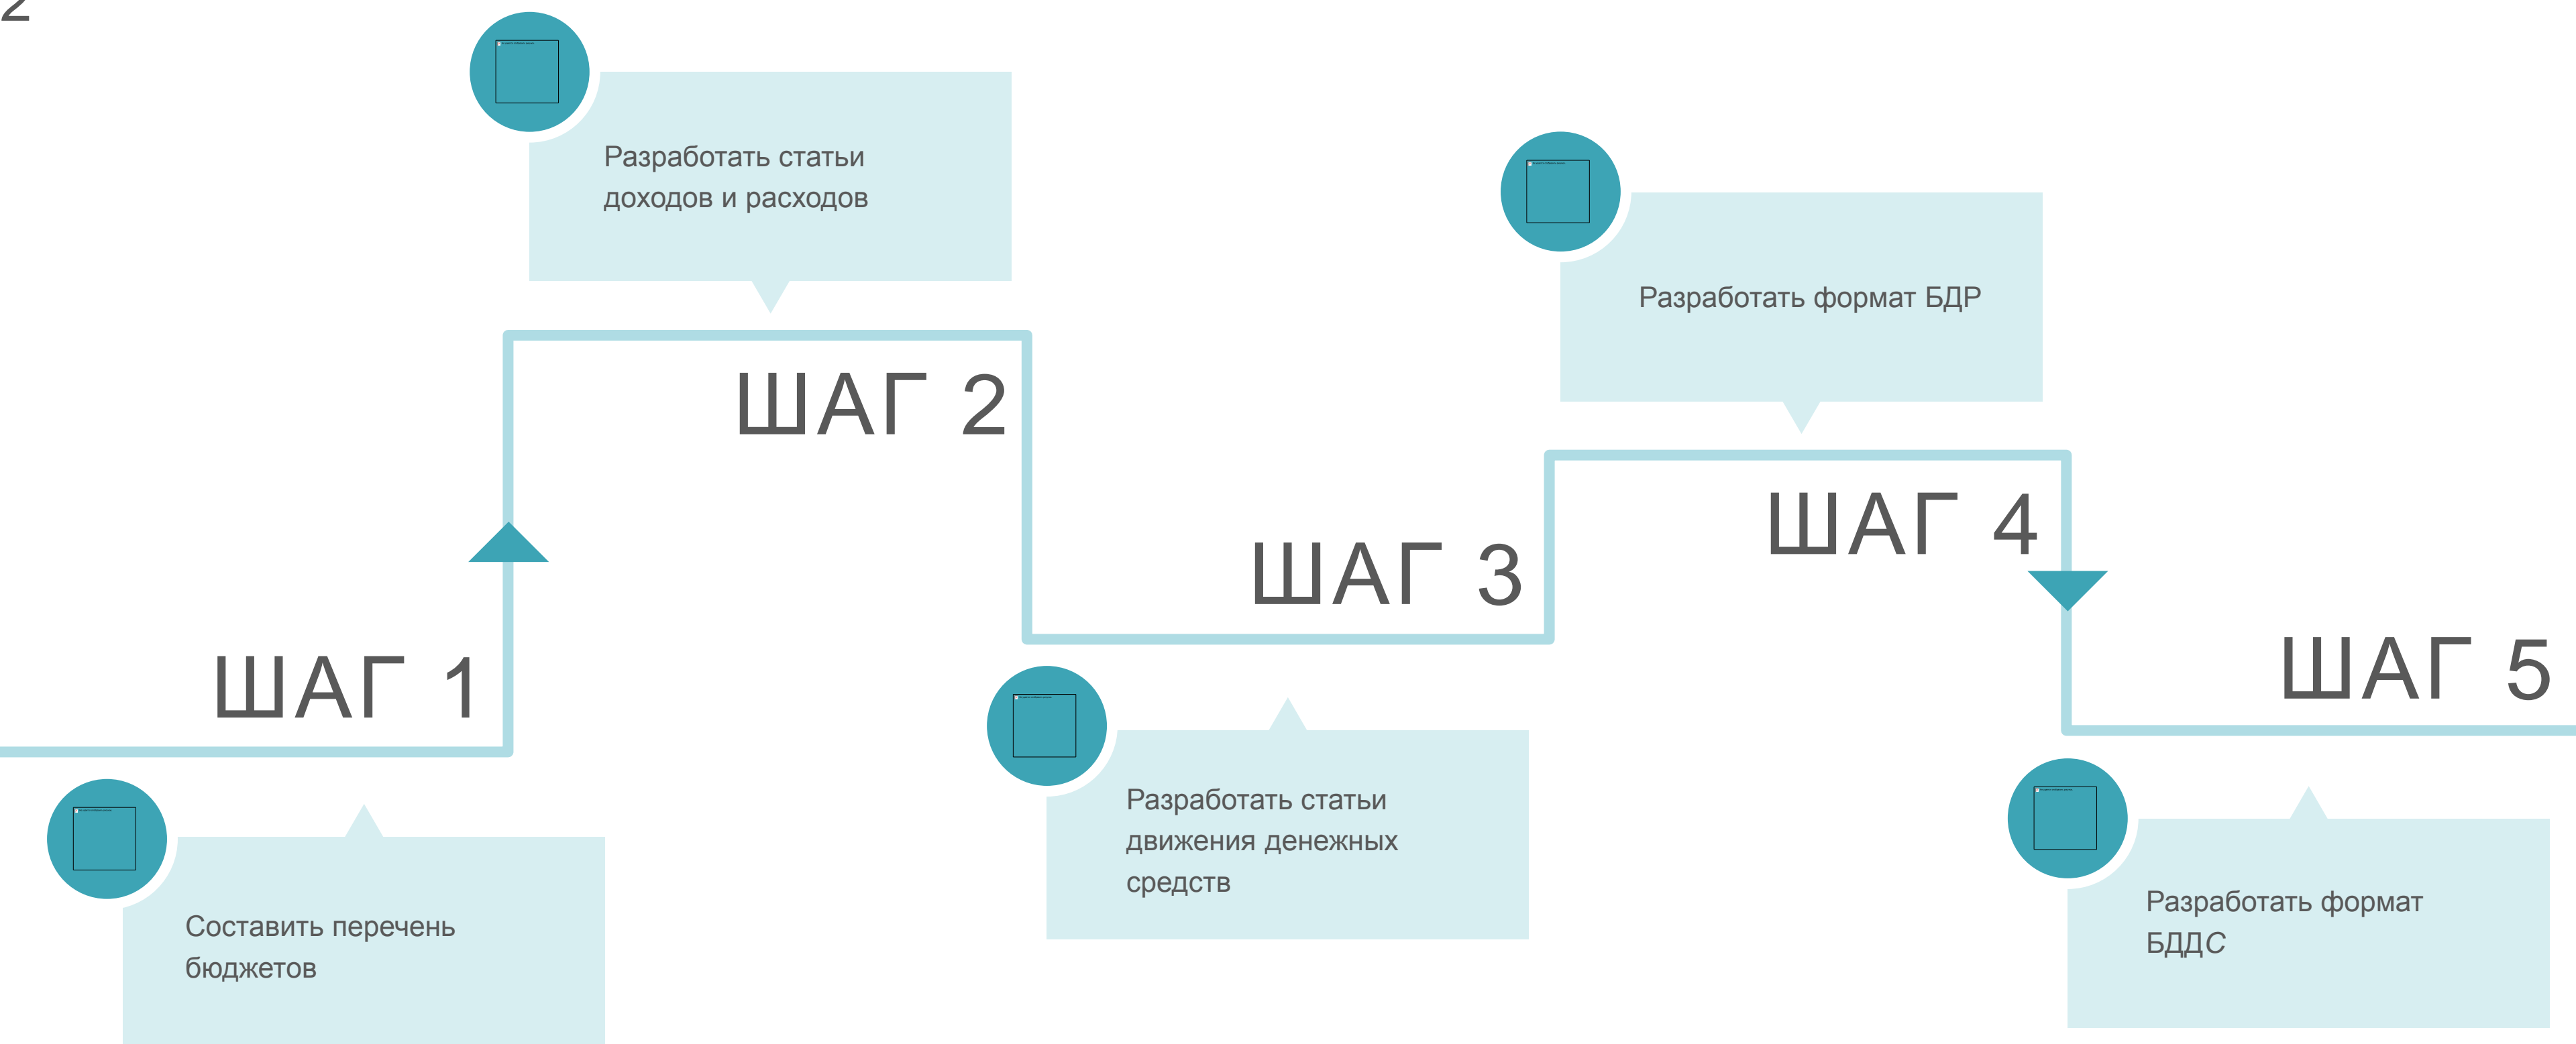 2
Разработать статьи
доходов и расходов
Разработать формат БДР
ШАГ 2
ШАГ 4
ШАГ 3
ШАГ 1
ШАГ 5
Разработать статьи
движения денежных
средств
Составить перечень
бюджетов
Разработать формат
БДДС